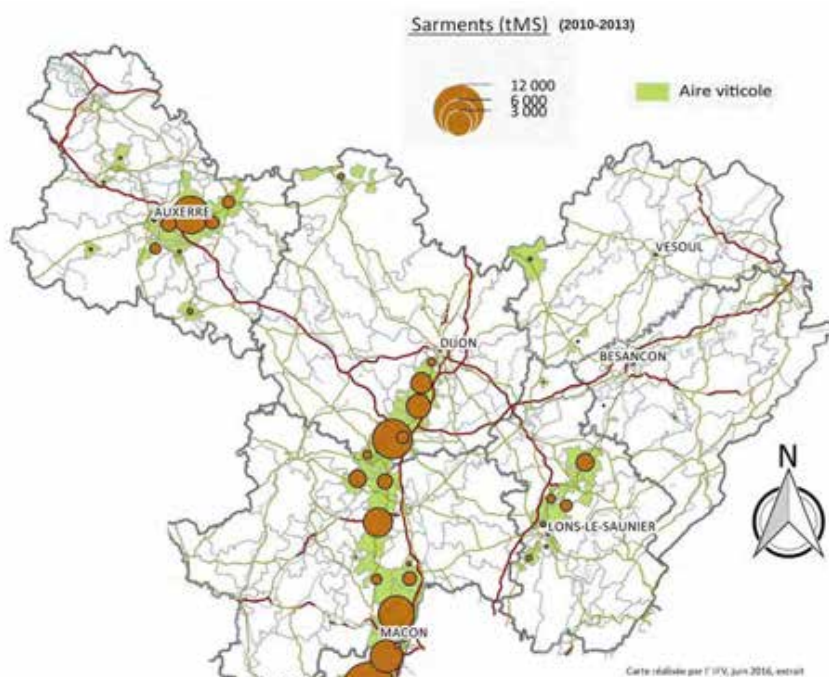 Sarments (tMS) (2010-2013)
12 000
6 000
3 000
Aire viticole
AUXERRE
VESOUL
DIJON
BESANCON
N
LONS-LE-SAUNIER
MACON
Carte réalisée par l' IFV, juin 2016, extrait